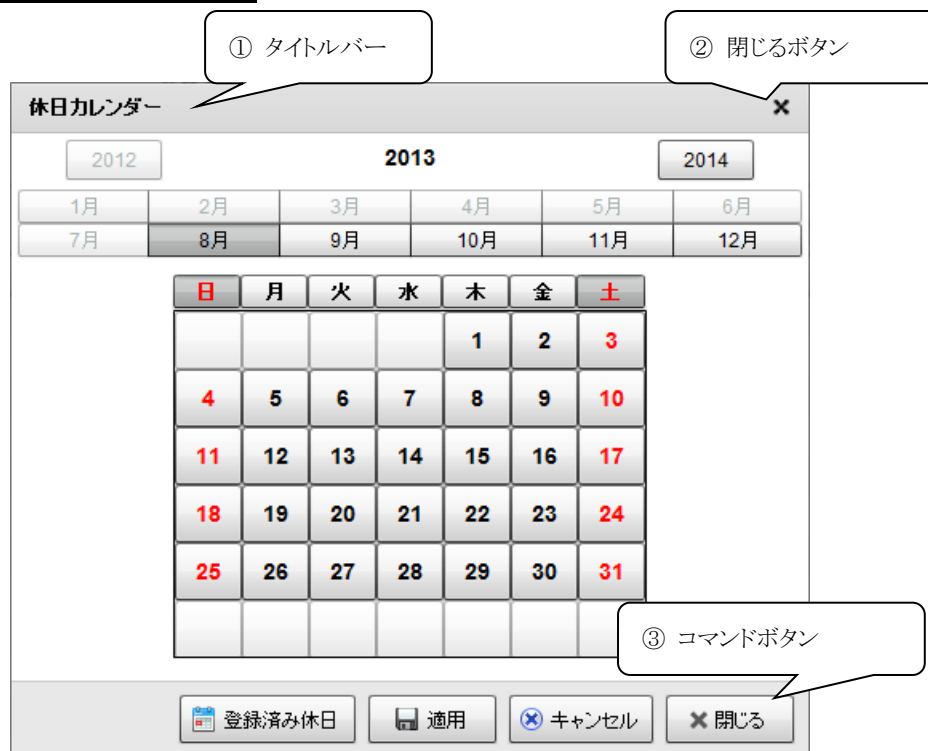 ① タイトルバー
② 閉じるボタン
休日カレンダー
2012 2013 2014
1月 2月 3月 4月 5月 6月
7月 8月 9月 10月 11月 12月
日 月 火 水 木 金 土
1 2 3
4 5 6 7 8 9 10
11 12 13 14 15 16 17
18 19 20 21 22 23 24
25 26 27 28 29 30 31
③ コマンドボタン
登録済み休日 適用 キャンセル 閉じる